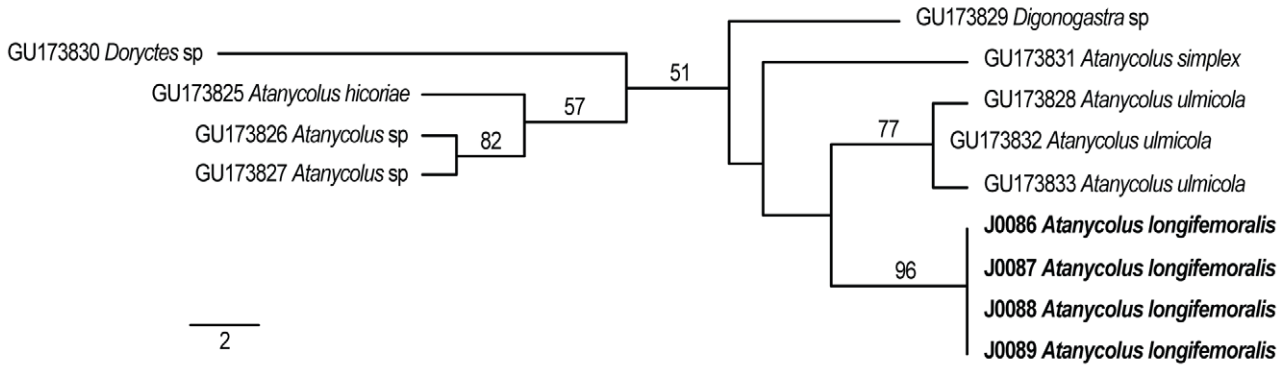 GU173829 Digonogastra sp
GU173830 Doryctes sp
GU173831 Atanycolus simplex
51
GU173825 Atanycolus hicoriae
GU173828 Atanycolus ulmicola
57
GU173826 Atanycolus sp
77
82
GU173832 Atanycolus ulmicola
GU173827 Atanycolus sp
GU173833 Atanycolus ulmicola
J0086 Atanycolus longifemoralis
J0087 Atanycolus longifemoralis
96
J0088 Atanycolus longifemoralis
2
J0089 Atanycolus longifemoralis